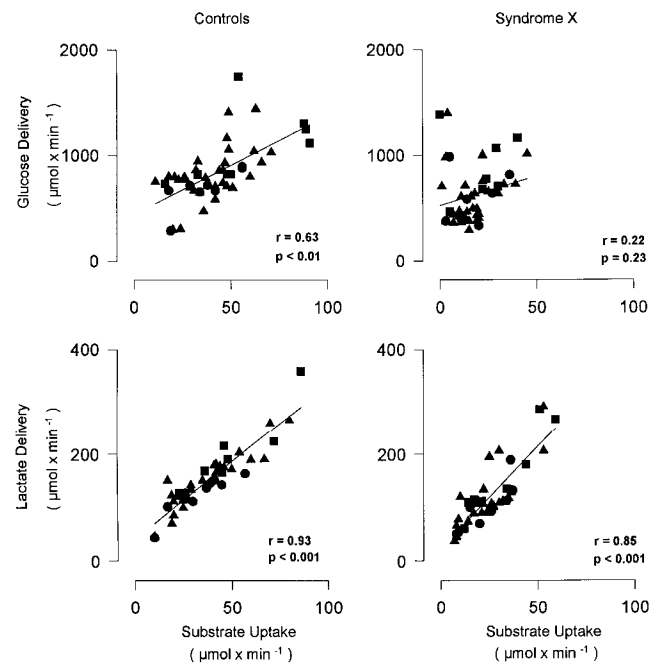 Controls
Syndrome X
Glucose Delivery
( μmol x min -1 )
2000
1000
0
r = 0.63
p < 0.01
0 50 100
2000
1000
0
r = 0.22
p = 0.23
0 50 100
Lactate Delivery
( μmol x min -1 )
400
200
0
r = 0.93
p < 0.001
0 50 100
Substrate Uptake
( μmol x min -1 )
400
200
0
r = 0.85
p < 0.001
0 50 100
Substrate Uptake
( μmol x min -1 )